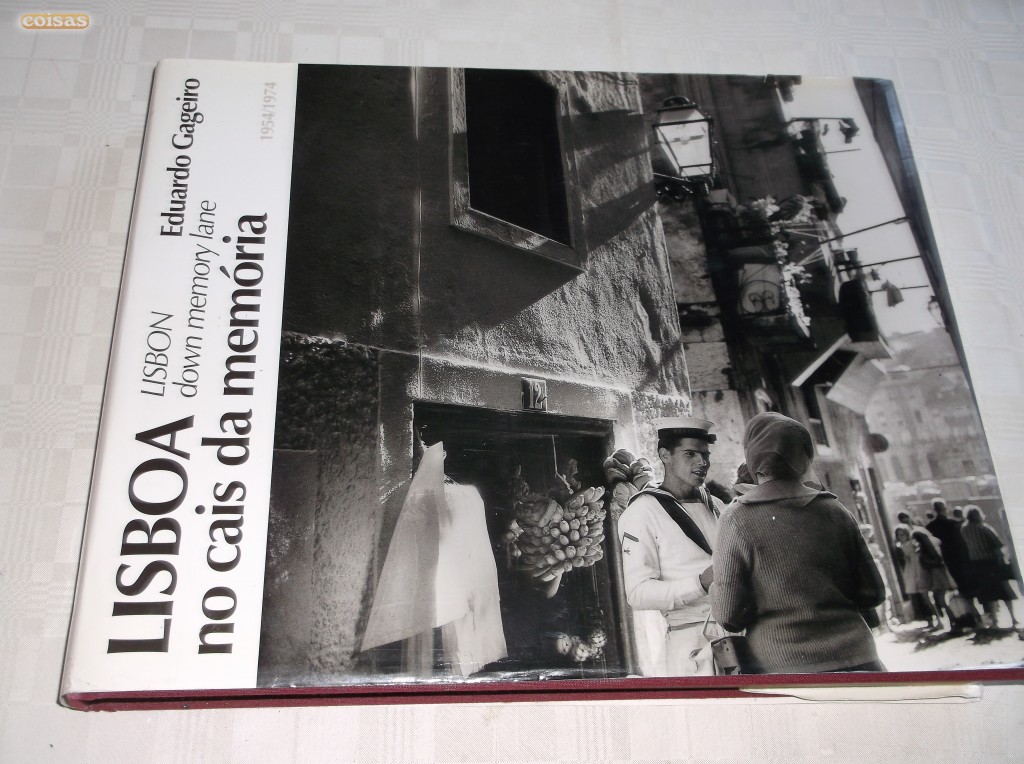 coisas
Eduardo Gageiro
1954/1974
LISBOA LISBON
down memory lane
no cais da memória
12